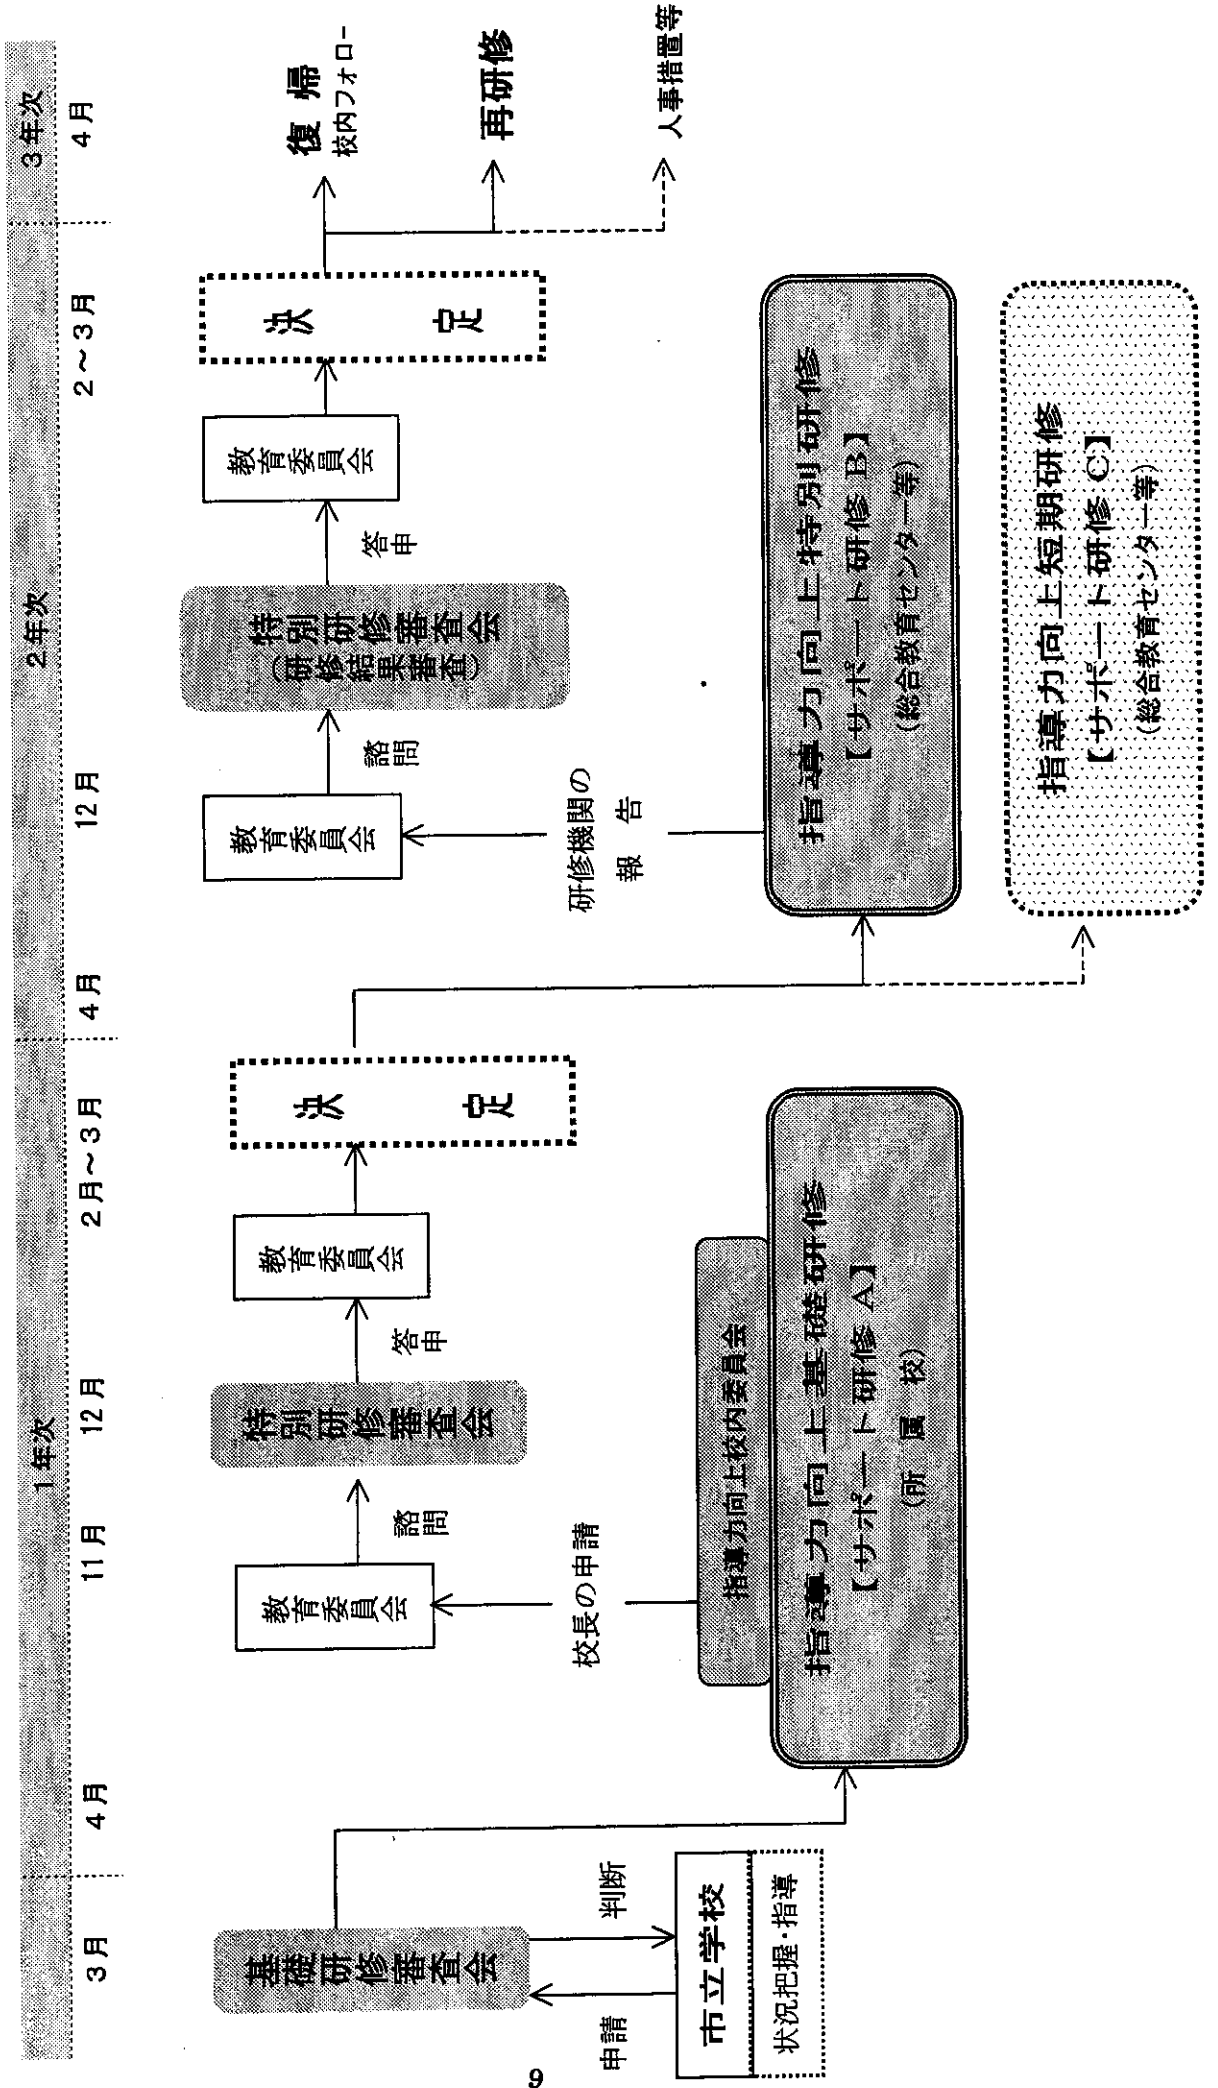 1年次
2年次
3年次
3月
4月
11月
12月
2月～3月
4月
12月
2～3月
4月
基礎研修審査会
申請
判断
市立学校
状況把握・指導
教育委員会
諮問
特別研修審査会
答申
教育委員会
決定
校長の申請
指導力向上校内委員会
指導力向上基礎研修
【サポート研修A】
（所属校）
教育委員会
諮問
特別研修審査会
（研修結果審査）
答申
教育委員会
決定
研修機関の
報告
指導力向上特別研修
【サポート研修B】
（総合教育センター等）
指導力向上短期研修
【サポート研修C】
（総合教育センター等）
復帰
校内フォロー
再研修
人事措置等
9